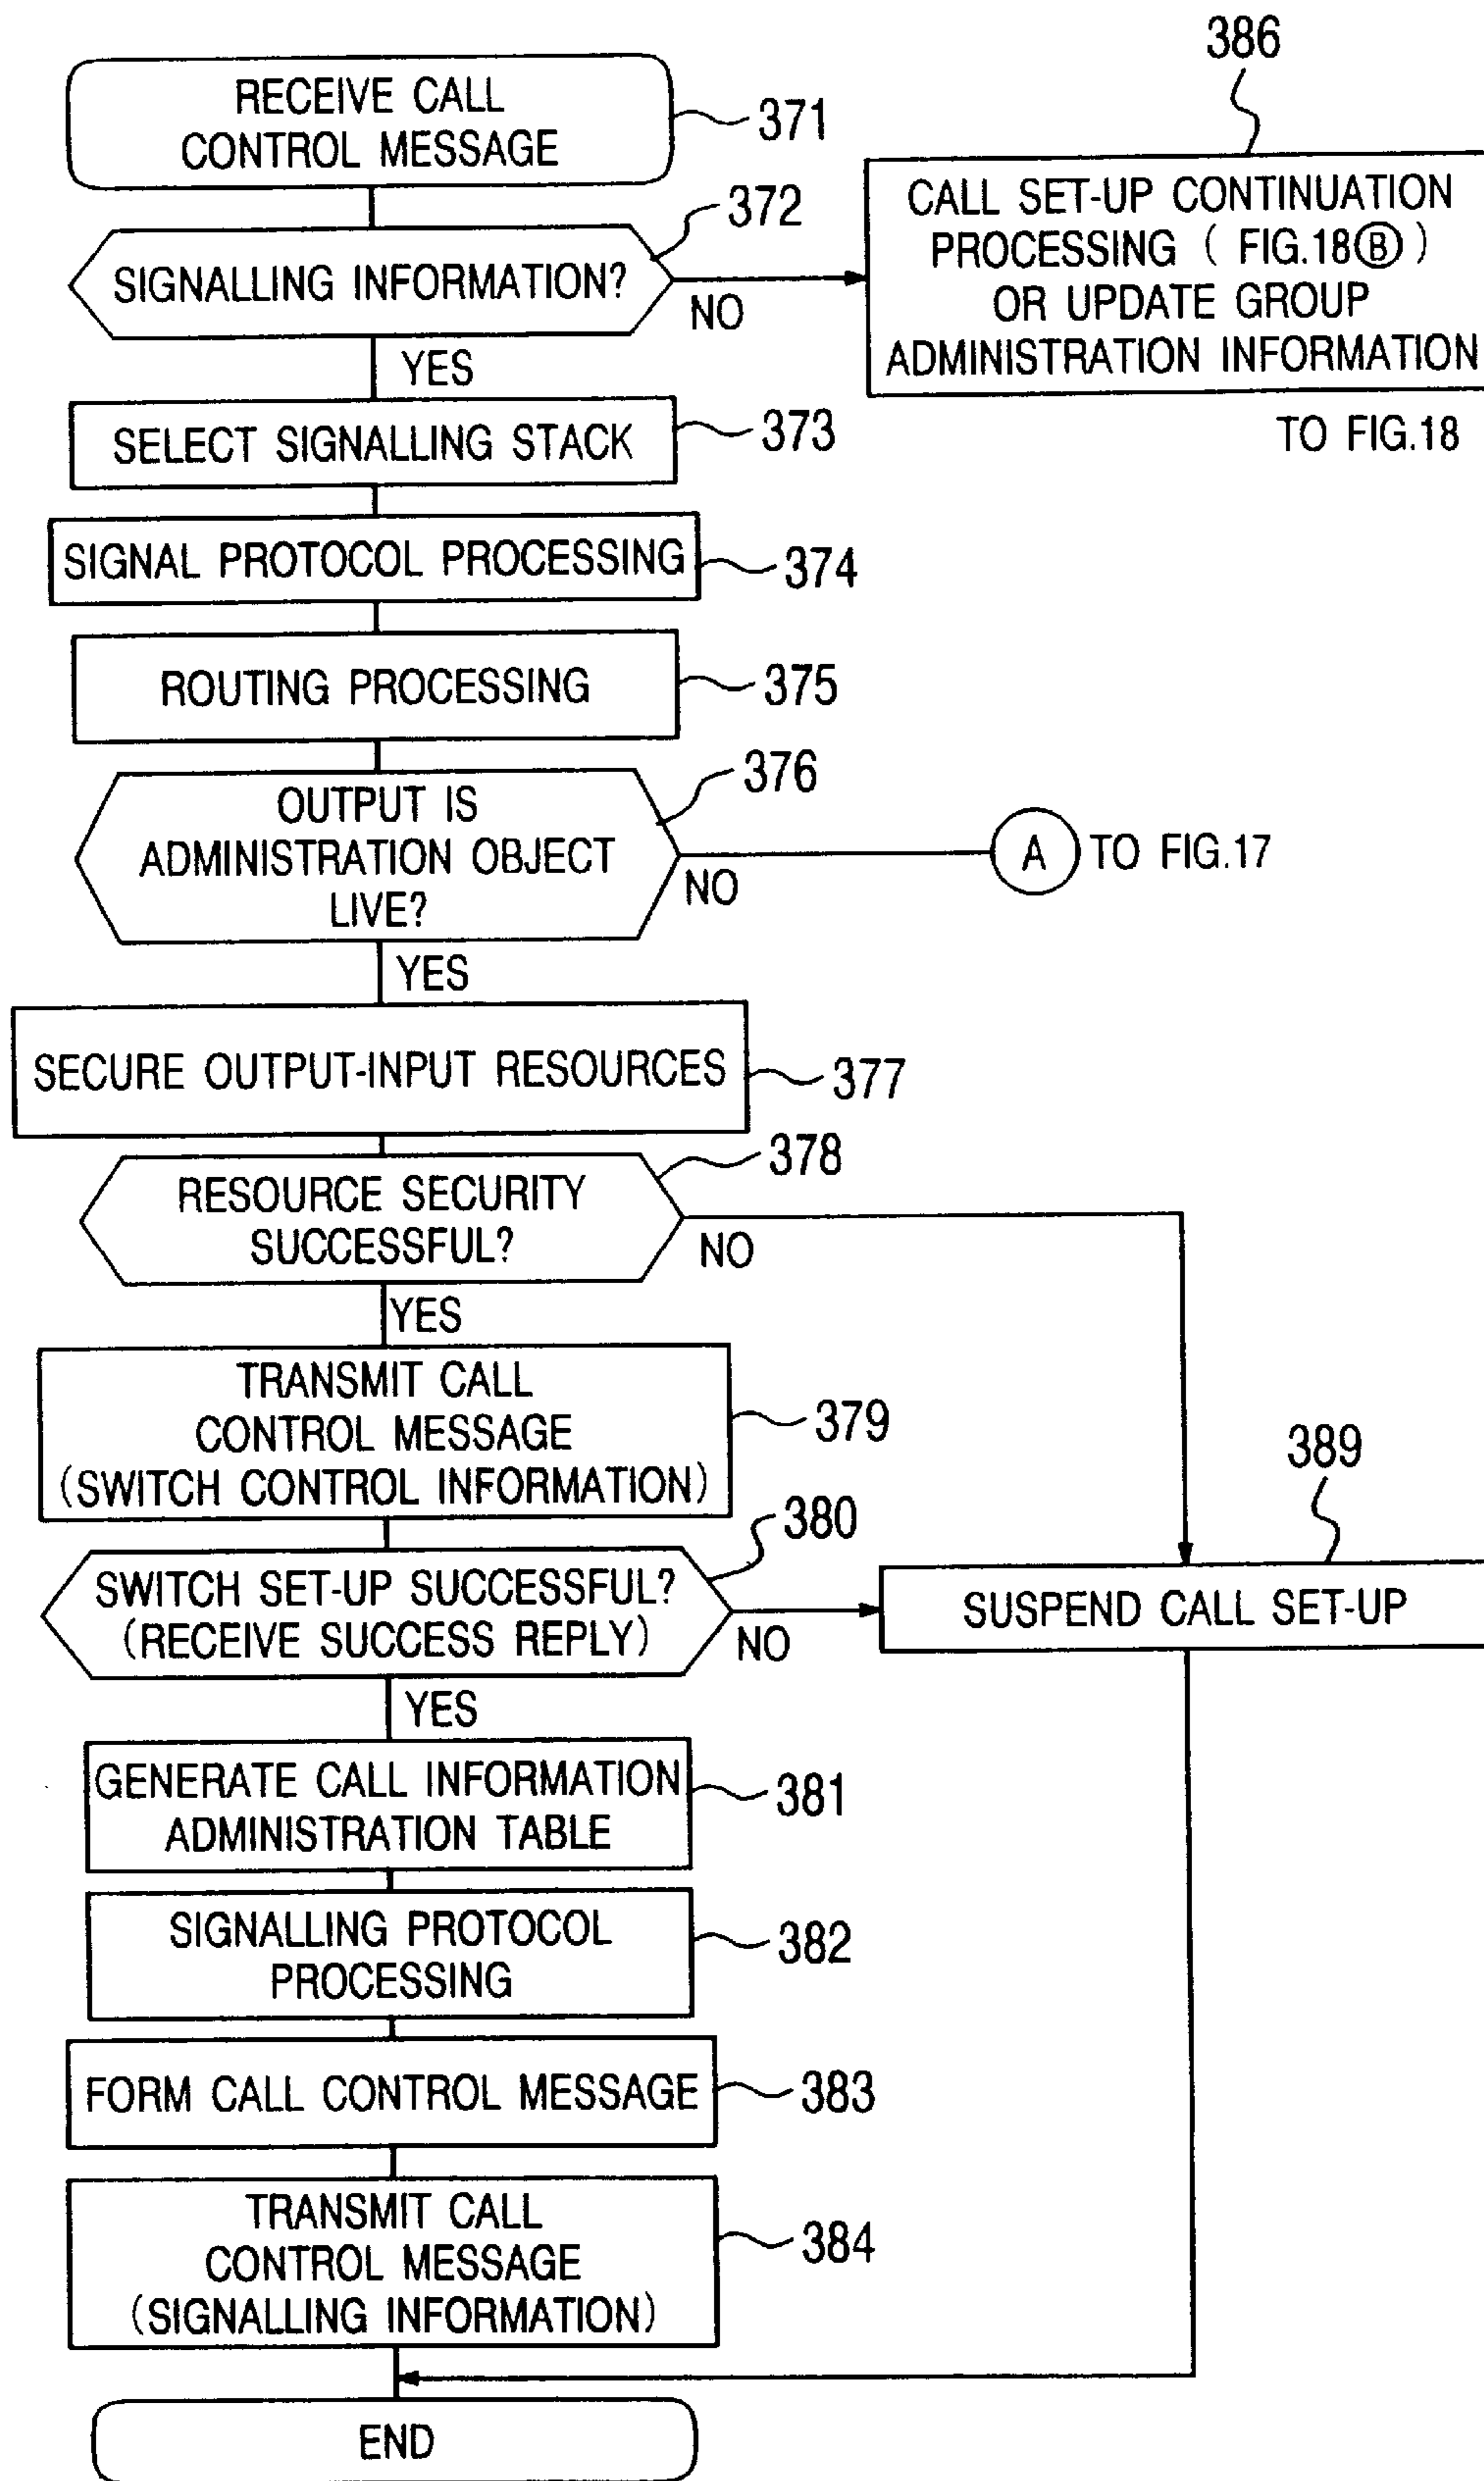 386
RECEIVE CALL
CONTROL MESSAGE
371
372
CALL SET-UP CONTINUATION
PROCESSING ( FIG.18Ⓑ )
OR UPDATE GROUP
ADMINISTRATION INFORMATION
SIGNALLING INFORMATION?
NO
YES
TO FIG.18
SELECT SIGNALLING STACK
373
SIGNAL PROTOCOL PROCESSING
374
ROUTING PROCESSING
375
376
OUTPUT IS
ADMINISTRATION OBJECT
LIVE?
NO
A TO FIG.17
YES
SECURE OUTPUT-INPUT RESOURCES
377
378
RESOURCE SECURITY
SUCCESSFUL?
NO
YES
TRANSMIT CALL
CONTROL MESSAGE
(SWITCH CONTROL INFORMATION)
379
380
389
SWITCH SET-UP SUCCESSFUL?
(RECEIVE SUCCESS REPLY)
NO
SUSPEND CALL SET-UP
YES
GENERATE CALL INFORMATION
ADMINISTRATION TABLE
381
SIGNALLING PROTOCOL
PROCESSING
382
FORM CALL CONTROL MESSAGE
383
TRANSMIT CALL
CONTROL MESSAGE
(SIGNALLING INFORMATION)
384
END